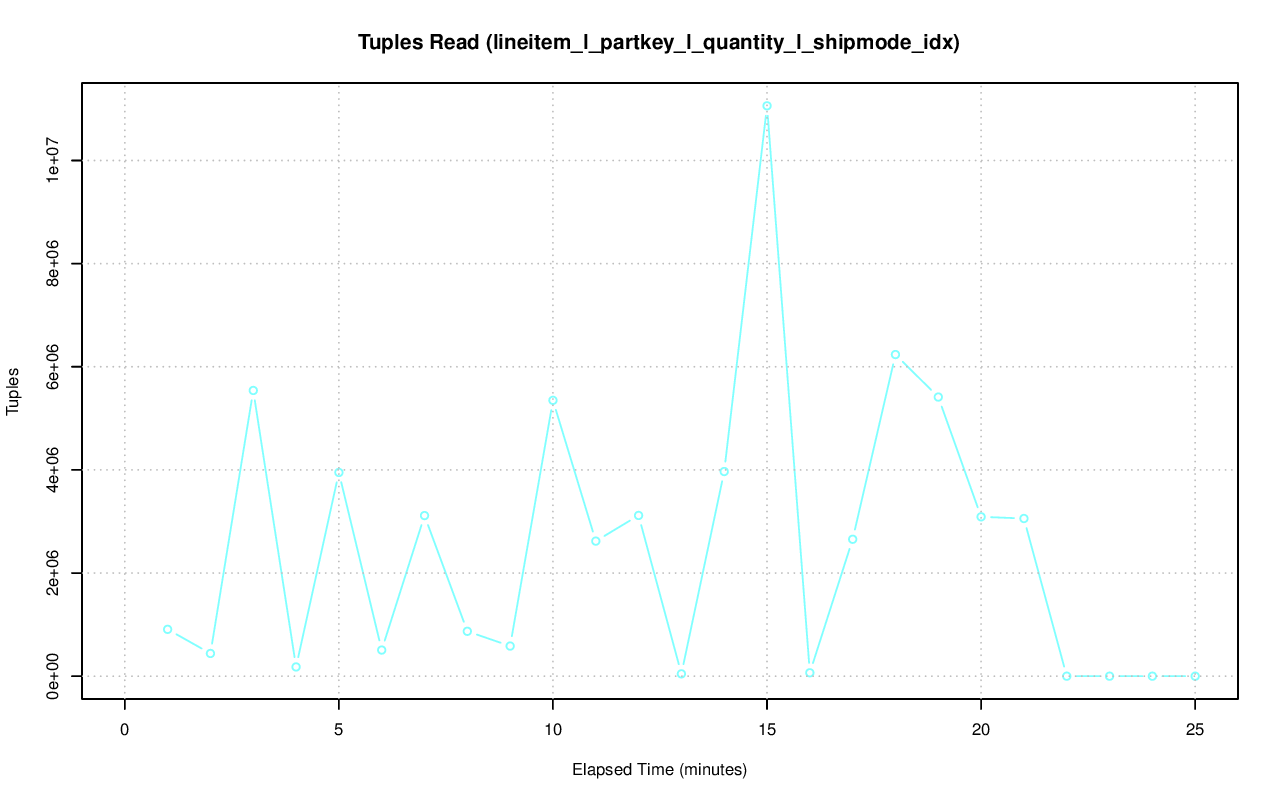 Tuples Read (lineitem_l_partkey_l_quantity_l_shipmode_idx)
Tuples
1e+07
8e+06
6e+06
4e+06
2e+06
0e+00
0 5 10 15 20 25
Elapsed Time (minutes)